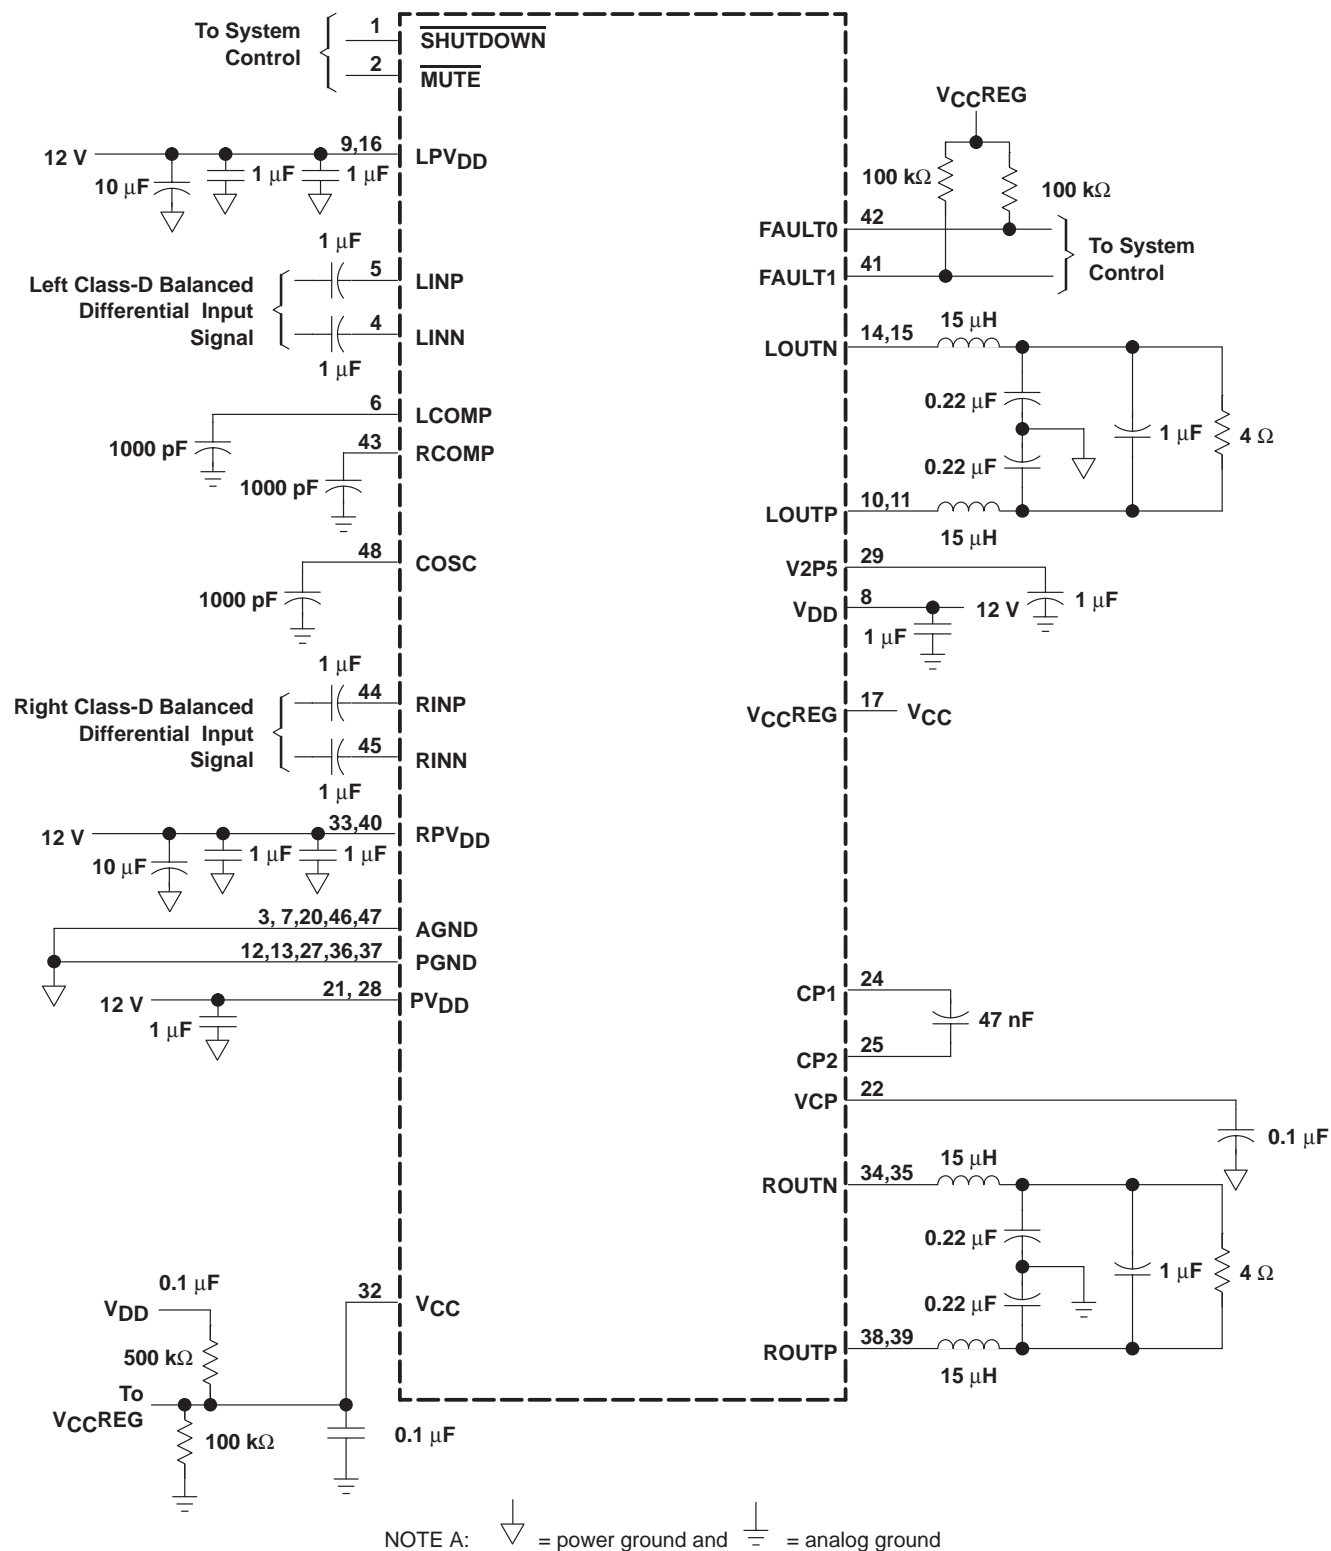 To System
Control
1
SHUTDOWN
2
MUTE
12 V
9,16
LPVDD
10 μF
1 μF
1 μF
VCCREG
100 kΩ
100 kΩ
FAULT0
42
FAULT1
41
To System
Control
Left Class-D Balanced
Differential Input
Signal
1 μF
5
LINP
4
LINN
1 μF
LOUTN
14,15
15 μH
0.22 μF
0.22 μF
1 μF
4 Ω
LOUTP
10,11
15 μH
6
LCOMP
1000 pF
43
RCOMP
1000 pF
48
COSC
1000 pF
V2P5
29
1 μF
VDD
8
12 V
1 μF
Right Class-D Balanced
Differential Input
Signal
1 μF
44
RINP
45
RINN
1 μF
VCCREG
17
VCC
12 V
33,40
RPVDD
10 μF
1 μF
1 μF
3, 7,20,46,47
AGND
12,13,27,36,37
PGND
12 V
21, 28
PVDD
1 μF
CP1
24
47 nF
CP2
25
VCP
22
0.1 μF
ROUTN
34,35
15 μH
0.22 μF
0.22 μF
1 μF
4 Ω
ROUTP
38,39
15 μH
0.1 μF
VDD
32
VCC
500 kΩ
To
VCCREG
100 kΩ
0.1 μF
NOTE A: = power ground and = analog ground